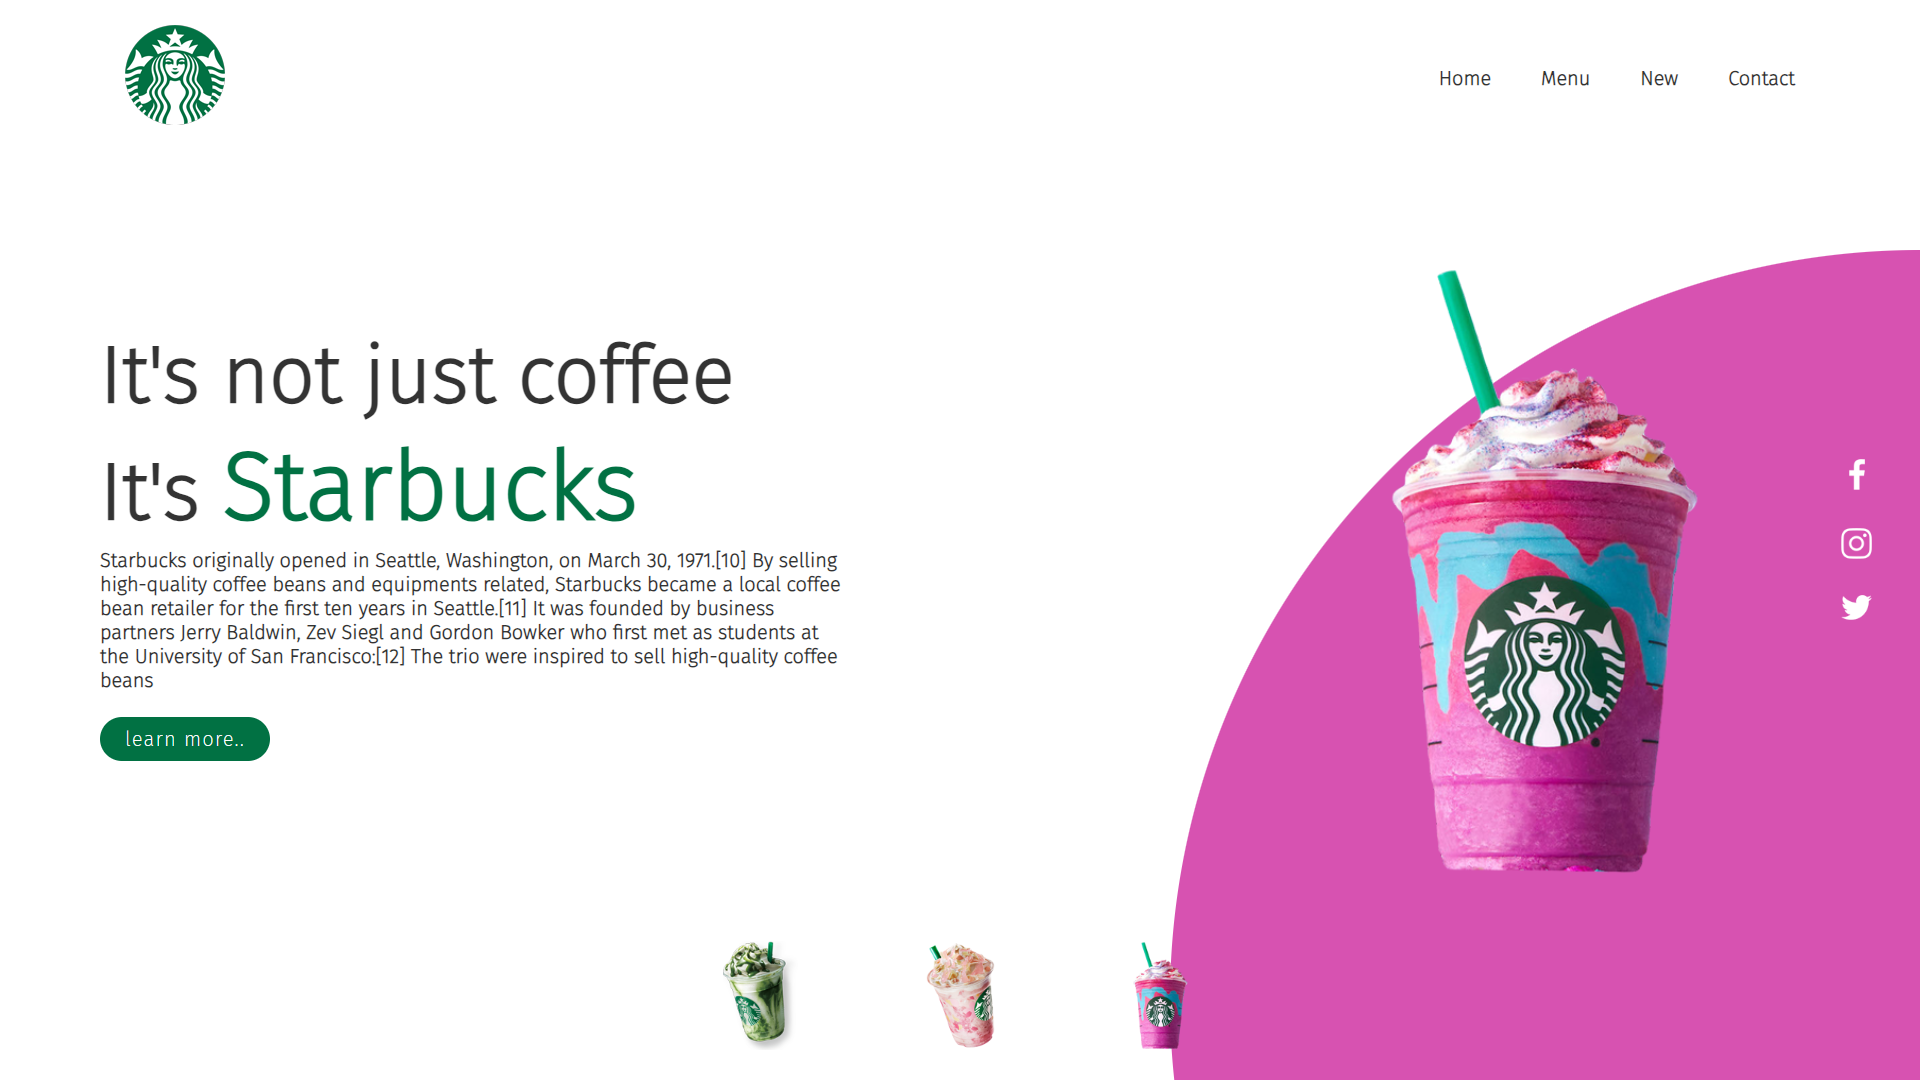 Home Menu New Contact
It's not just coffee
It's Starbucks
Starbucks originally opened in Seattle, Washington, on March 30, 1971.[10] By selling
high-quality coffee beans and equipments related, Starbucks became a local coffee
bean retailer for the first ten years in Seattle.[11] It was founded by business
partners Jerry Baldwin, Zev Siegl and Gordon Bowker who first met as students at
the University of San Francisco:[12] The trio were inspired to sell high-quality coffee
beans
learn more..